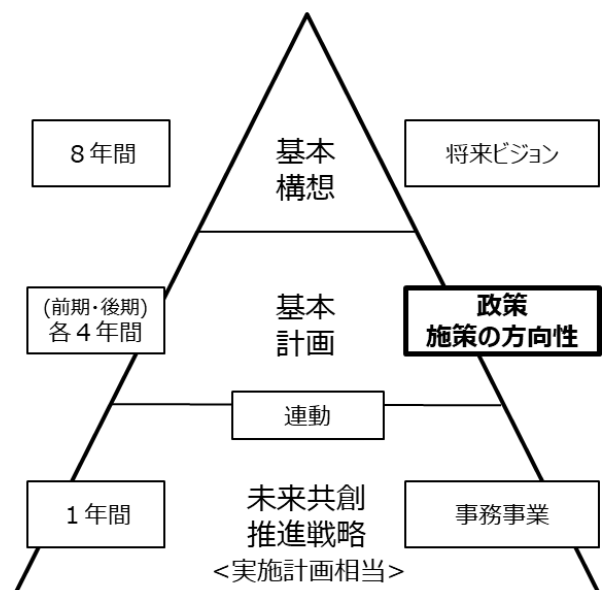 8年間
基本
構想
将来ビジョン
(前期・後期)
各4年間
基本
計画
政策
施策の方向性
連動
1年間
未来共創
推進戦略
<実施計画相当>
事務事業